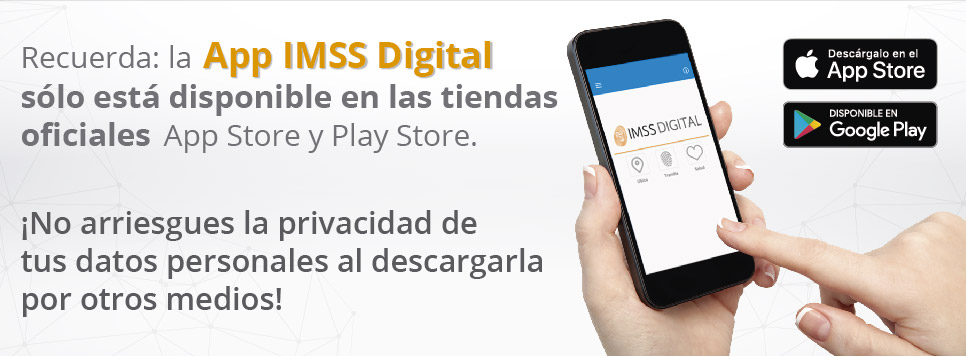 Recuerda: la App IMSS Digital
sólo está disponible en las tiendas
oficiales App Store y Play Store.
¡No arriesgues la privacidad de
tus datos personales al descargarla
por otros medios!
IMSS DIGITAL
Trámite
Salud
Descárgalo en el
App Store
DISPONIBLE EN
Google Play